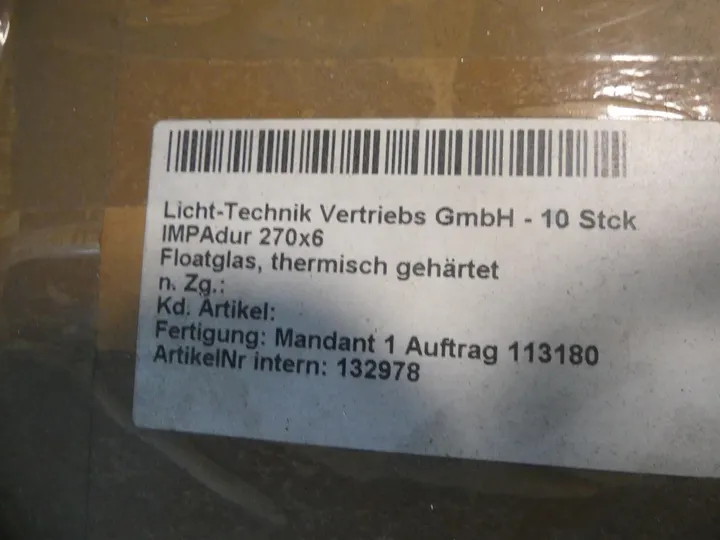 Licht-Technik Vertriebs GmbH - 10 Stck
IMPAdur 270x6
Floatglas, thermisch gehärtet
n. Zg.:
Kd. Artikel:
Fertigung: Mandant 1 Auftrag 113180
ArtikelNr intern: 132978